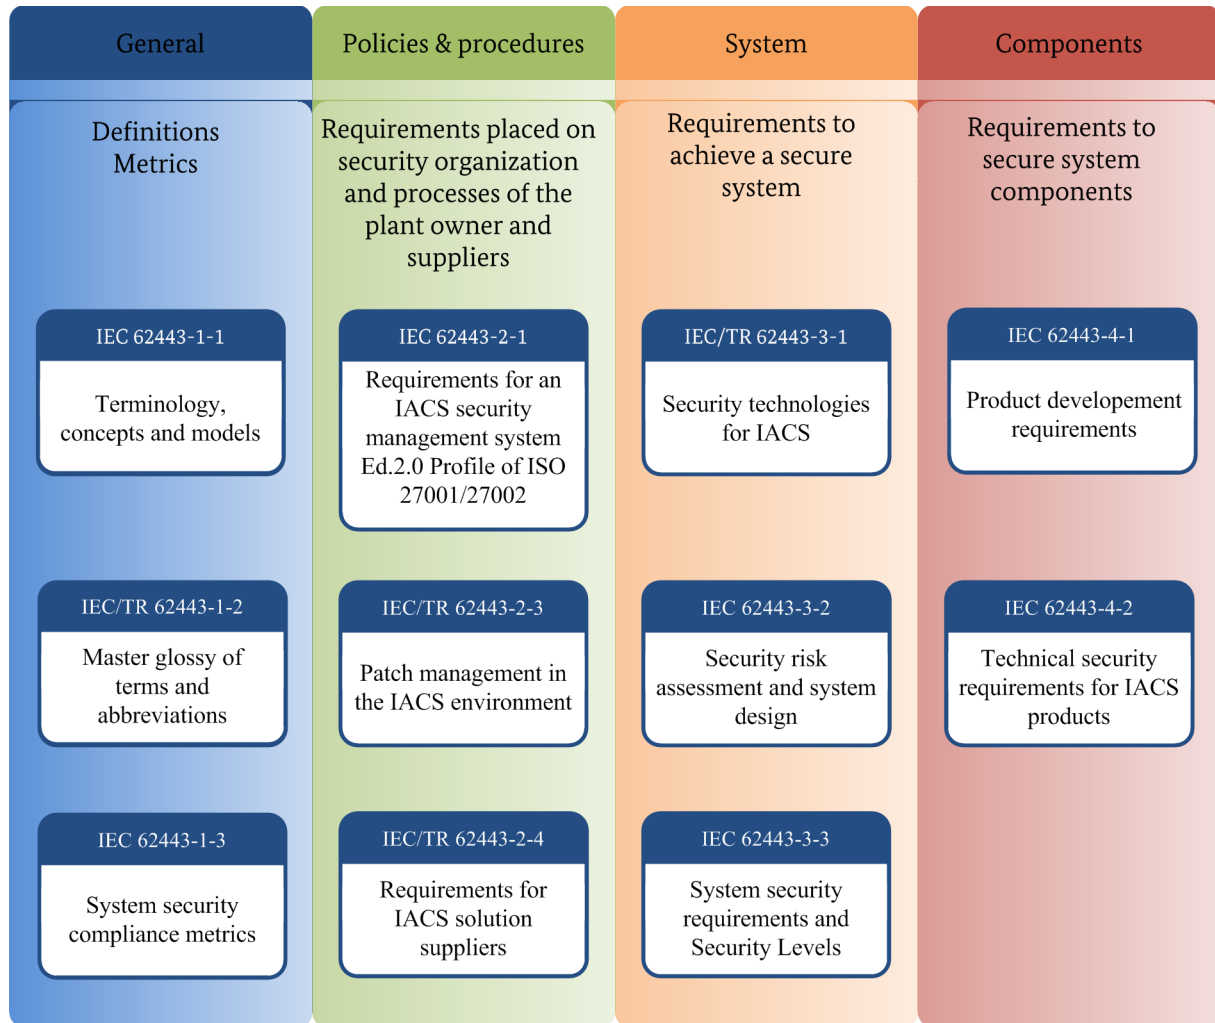 General
Definitions
Metrics
IEC 62443-1-1
Terminology,
concepts and models
IEC/TR 62443-1-2
Master glossy of
terms and
abbreviations
IEC 62443-1-3
System security
compliance metrics
Policies & procedures
Requirements placed on
security organization
and processes of the
plant owner and
suppliers
IEC 62443-2-1
Requirements for an
IACS security
management system
Ed.2.0 Profile of ISO
27001/27002
IEC/TR 62443-2-3
Patch management in
the IACS environment
IEC/TR 62443-2-4
Requirements for
IACS solution
suppliers
System
Requirements to
achieve a secure
system
IEC/TR 62443-3-1
Security technologies
for IACS
IEC 62443-3-2
Security risk
assessment and system
design
IEC 62443-3-3
System security
requirements and
Security Levels
Components
Requirements to
secure system
components
IEC 62443-4-1
Product developement
requirements
IEC 62443-4-2
Technical security
requirements for IACS
products